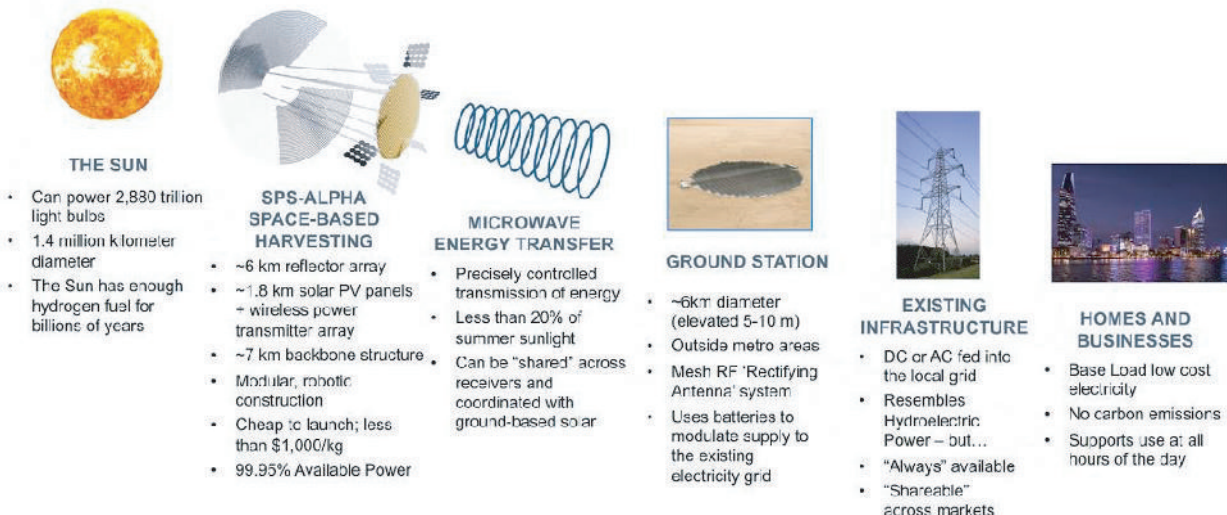 THE SUN
• Can power 2,880 trillion
light bulbs
• 1.4 million kilometer
diameter
• The Sun has enough
hydrogen fuel for
billions of years
SPS-ALPHA
SPACE-BASED
HARVESTING
• ~6 km reflector array
• ~1.8 km solar PV panels
+ wireless power
transmitter array
• ~7 km backbone structure
• Modular, robotic
construction
• Cheap to launch; less
than $1,000/kg
• 99.95% Available Power
MICROWAVE
ENERGY TRANSFER
• Precisely controlled
transmission of energy
• Less than 20% of
summer sunlight
• Can be "shared" across
receivers and
coordinated with
ground-based solar
GROUND STATION
• ~6km diameter
(elevated 5-10 m)
• Outside metro areas
• Mesh RF 'Rectifying
Antenna' system
• Uses batteries to
modulate supply to
the existing
electricity grid
EXISTING
INFRASTRUCTURE
• DC or AC fed into
the local grid
• Resembles
Hydroelectric
Power – but…
• "Always" available
• "Shareable"
across markets
HOMES AND
BUSINESSES
• Base Load low cost
electricity
• No carbon emissions
• Supports use at all
hours of the day